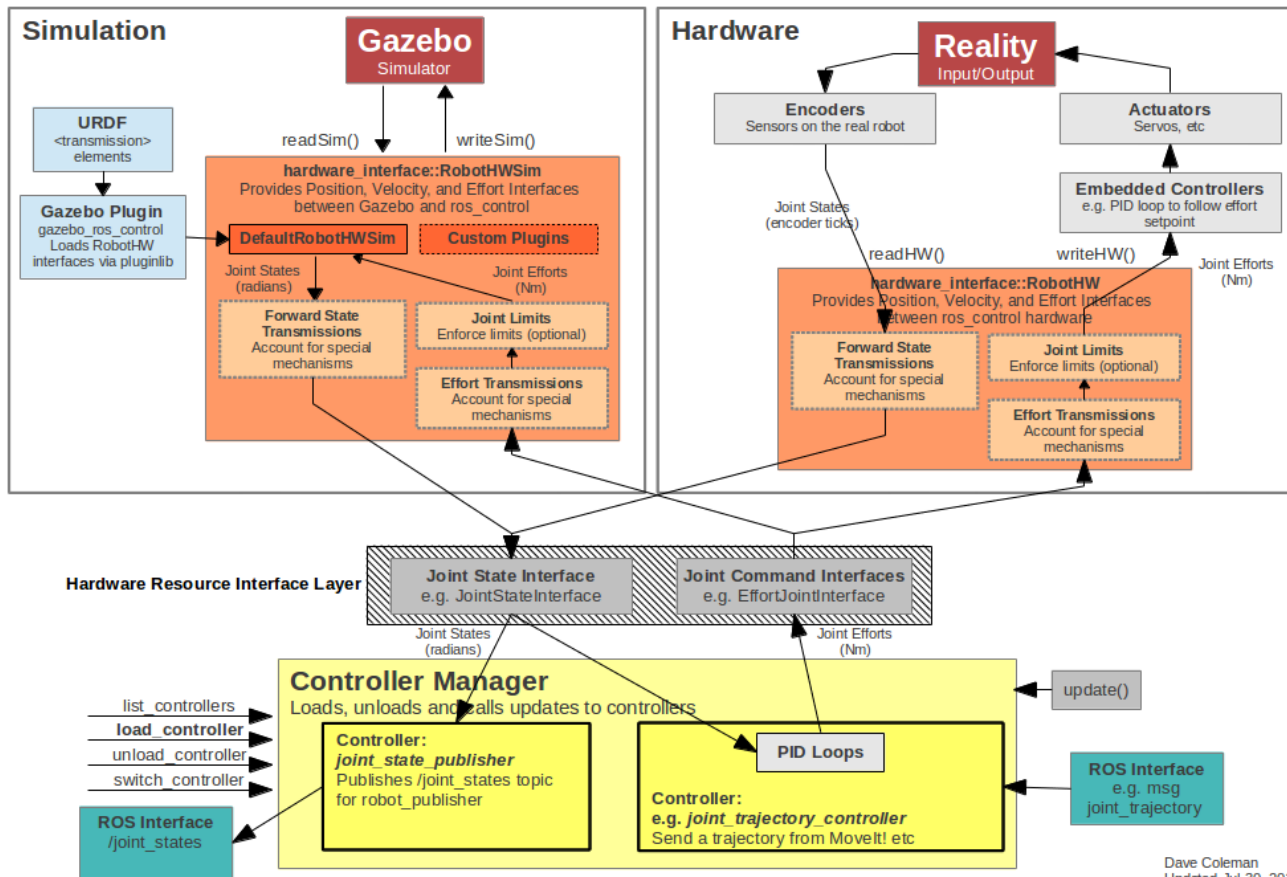 Simulation
Gazebo
Simulator
URDF
<transmission>
elements
readSim()
writeSim()
Gazebo Plugin
gazebo_ros_control
Loads RobotHW
interfaces via pluginlib
hardware_interface::RobotHWSim
Provides Position, Velocity, and Effort Interfaces
between Gazebo and ros_control
DefaultRobotHWSim
Custom Plugins
Joint States
(radians)
Joint Efforts
(Nm)
Forward State
Transmissions
Account for special
mechanisms
Joint Limits
Enforce limits (optional)
Effort Transmissions
Account for special
mechanisms
Hardware
Reality
Input/Output
Encoders
Sensors on the real robot
Actuators
Servos, etc
Embedded Controllers
e.g. PID loop to follow effort
setpoint
Joint States
(encoder ticks)
readHW()
writeHW()
Joint Efforts
(Nm)
hardware_interface::RobotHW
Provides Position, Velocity, and Effort Interfaces
between ros_control hardware
Forward State
Transmissions
Account for special
mechanisms
Joint Limits
Enforce limits (optional)
Effort Transmissions
Account for special
mechanisms
Hardware Resource Interface Layer
Joint State Interface
e.g. JointStateInterface
Joint Command Interfaces
e.g. EffortJointInterface
Joint States
(radians)
Joint Efforts
(Nm)
Controller Manager
Loads, unloads and calls updates to controllers
update()
list_controllers
load_controller
unload_controller
switch_controller
Controller:
joint_state_publisher
Publishes /joint_states topic
for robot_publisher
PID Loops
Controller:
e.g. joint_trajectory_controller
Send a trajectory from MoveIt! etc
ROS Interface
e.g. msg
joint_trajectory
ROS Interface
/joint_states
Dave Coleman
Updated Jul 30,